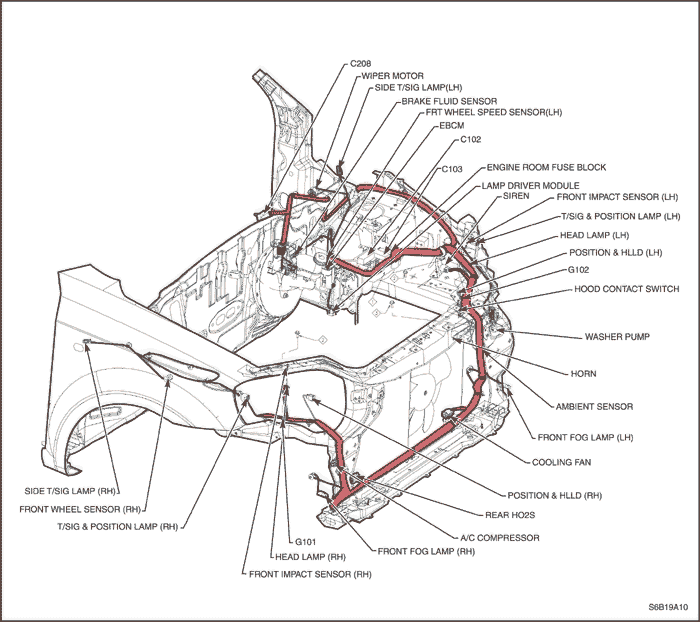 C208
WIPER MOTOR
SIDE T/SIG LAMP(LH)
BRAKE FLUID SENSOR
FRT WHEEL SPEED SENSOR(LH)
EBCM
C102
C103
ENGINE ROOM FUSE BLOCK
LAMP DRIVER MODULE
SIREN
FRONT IMPACT SENSOR (LH)
T/SIG & POSITION LAMP (LH)
HEAD LAMP (LH)
POSITION & HLLD (LH)
G102
HOOD CONTACT SWITCH
WASHER PUMP
HORN
AMBIENT SENSOR
FRONT FOG LAMP (LH)
COOLING FAN
POSITION & HLLD (RH)
REAR HO2S
A/C COMPRESSOR
FRONT FOG LAMP (RH)
SIDE T/SIG LAMP (RH)
FRONT WHEEL SENSOR (RH)
T/SIG & POSITION LAMP (RH)
G101
HEAD LAMP (RH)
FRONT IMPACT SENSOR (RH)
S6B19A10